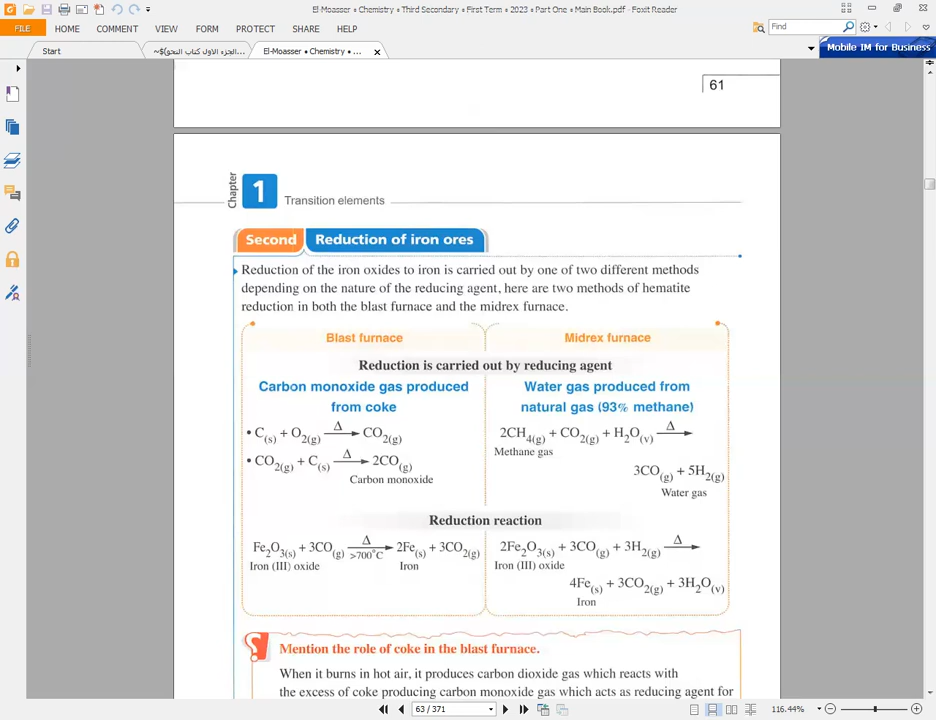 El-Moasser • Chemistry • Third Secondary • First Term • 2023 • Part One • Main Book.pdf - Foxit Reader
FILE HOME COMMENT VIEW FORM PROTECT SHARE HELP
Find
Mobile IM for Business
Start
~$الجزء الاول كتاب النحو)...
El-Moasser • Chemistry • ...
61
Chapter 1 Transition elements
Second Reduction of iron ores
Reduction of the iron oxides to iron is carried out by one of two different methods
depending on the nature of the reducing agent, here are two methods of hematite
reduction in both the blast furnace and the midrex furnace.
Blast furnace Midrex furnace
Reduction is carried out by reducing agent
Carbon monoxide gas produced
from coke
• C(s) + O2(g) Δ→ CO2(g)
• CO2(g) + C(s) Δ→ 2CO(g)
Carbon monoxide
Water gas produced from
natural gas (93% methane)
2CH4(g) + CO2(g) + H2O(v) Δ→
Methane gas
3CO(g) + 5H2(g)
Water gas
Reduction reaction
Fe2O3(s) + 3CO(g) Δ→ >700°C 2Fe(s) + 3CO2(g)
Iron (III) oxide Iron
2Fe2O3(s) + 3CO(g) + 3H2(g) Δ→
Iron (III) oxide
4Fe(s) + 3CO2(g) + 3H2O(v)
Iron
Mention the role of coke in the blast furnace.
When it burns in hot air, it produces carbon dioxide gas which reacts with
the excess of coke producing carbon monoxide gas which acts as reducing agent for
63 / 371
116.44%